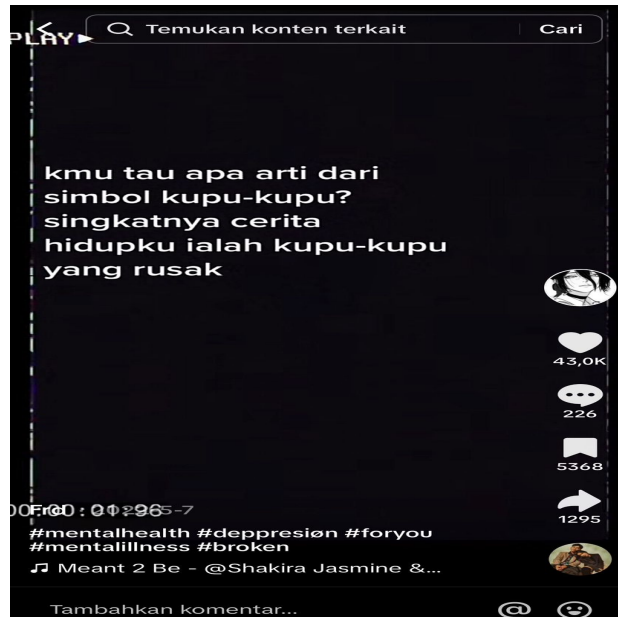 PLAY
Temukan konten terkait
Cari
kmu tau apa arti dari
simbol kupu-kupu?
singkatnya cerita
hidupku ialah kupu-kupu
yang rusak
43,0K
226
5368
1295
#mentalhealth #deppresiøn #foryou
#mentalillness #broken
Meant 2 Be - @Shakira Jasmine &...
Tambahkan komentar...